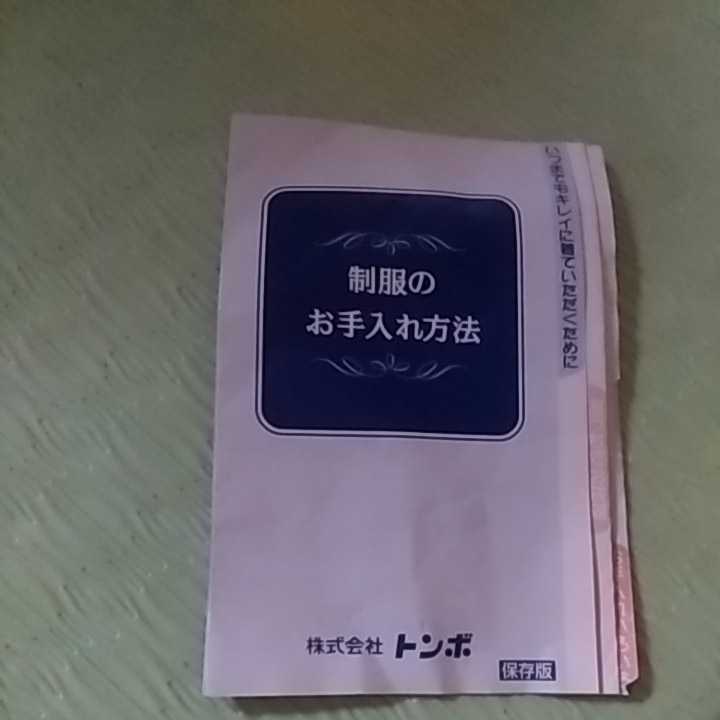 いつまでもキレイに着ていただくために
制服の
お手入れ方法
株式会社 トンボ
保存版